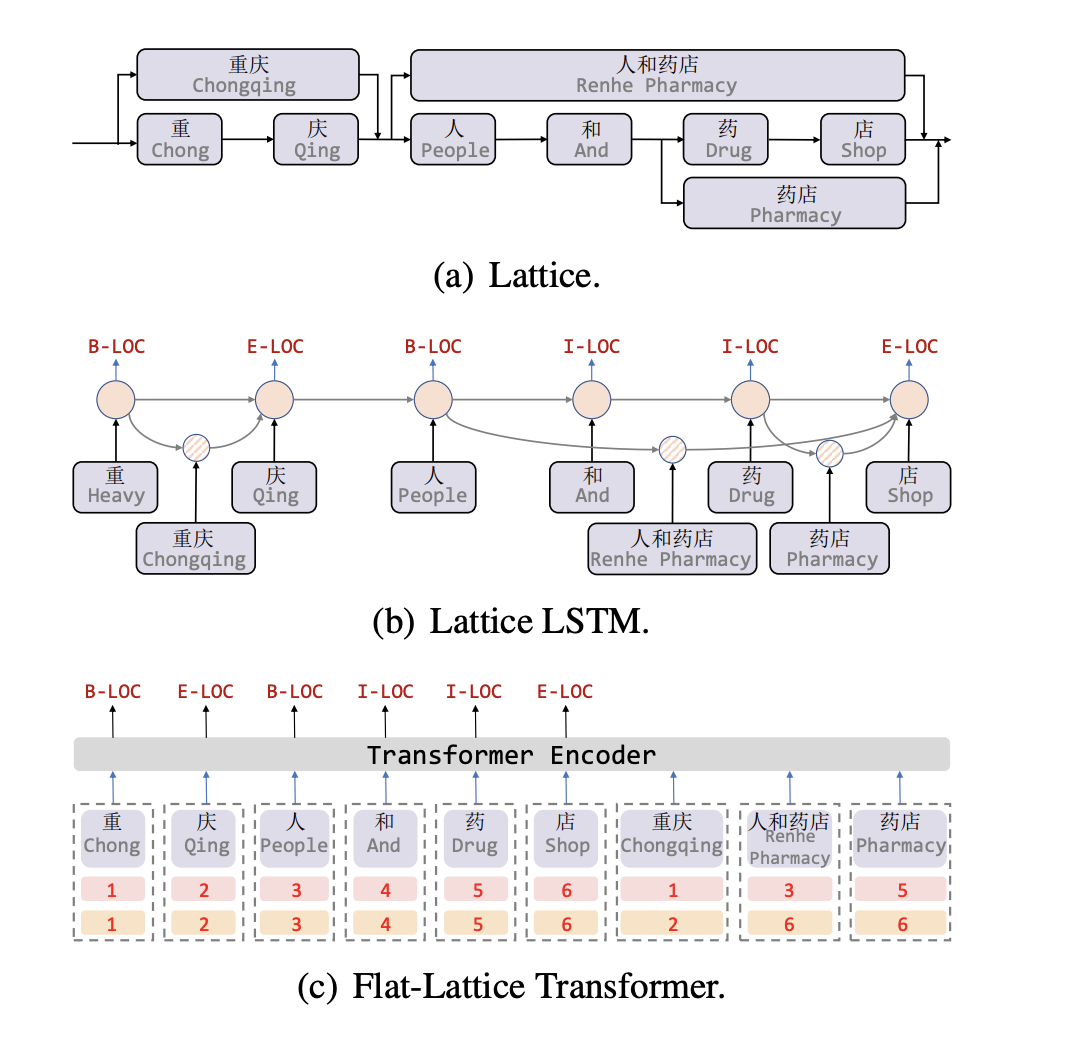 重庆
Chongqing
人和药店
Renhe Pharmacy
重
Chong
庆
Qing
人
People
和
And
药
Drug
店
Shop
药店
Pharmacy
(a) Lattice.
B-LOC E-LOC B-LOC I-LOC I-LOC E-LOC
重
Heavy
庆
Qing
人
People
和
And
药
Drug
店
Shop
重庆
Chongqing
人和药店
Renhe Pharmacy
药店
Pharmacy
(b) Lattice LSTM.
B-LOC E-LOC B-LOC I-LOC I-LOC E-LOC
Transformer Encoder
重
Chong
庆
Qing
人
People
和
And
药
Drug
店
Shop
重庆
Chongqing
人和药店
Renhe
Pharmacy
药店
Pharmacy
1 2 3 4 5 6 1 3 5
1 2 3 4 5 6 2 6 6
(c) Flat-Lattice Transformer.